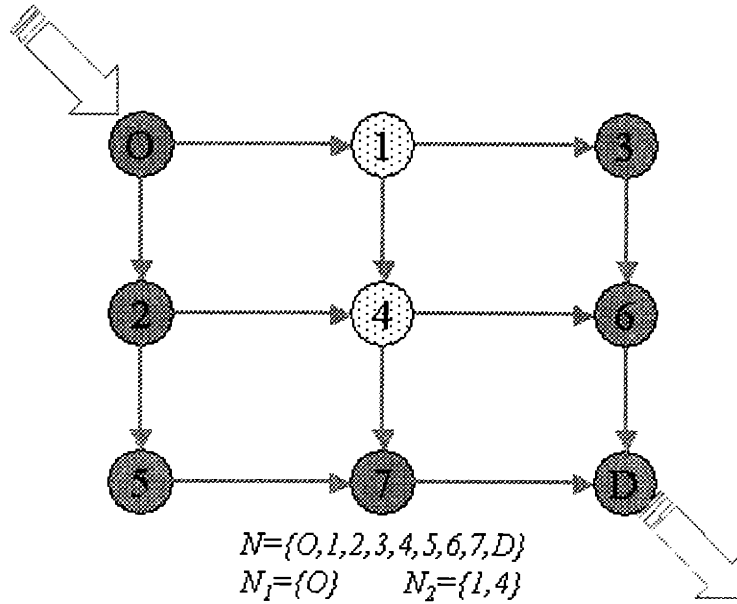 O 1 3
2 4 6
5 7 D
N={O,1,2,3,4,5,6,7,D}
N₁={O} N₂={1,4}